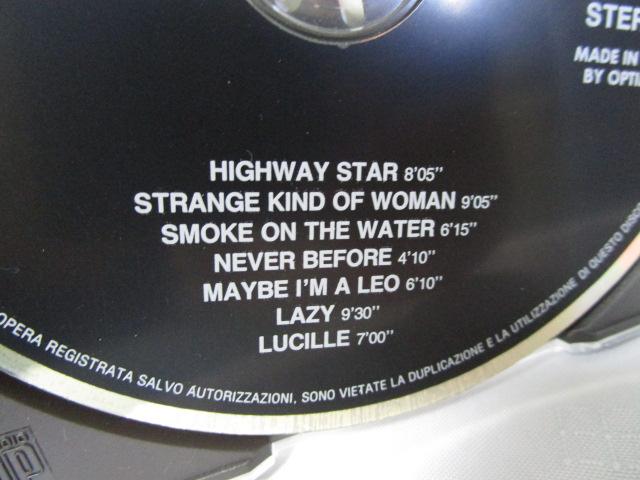 STEP
MADE IN
BY OPTI
HIGHWAY STAR 8'05"
STRANGE KIND OF WOMAN 9'05"
SMOKE ON THE WATER 6'15"
NEVER BEFORE 4'10"
MAYBE I'M A LEO 6'10"
LAZY 9'30"
LUCILLE 7'00"
OPERA REGISTRATA SALVO AUTORIZZAZIONI, SONO VIETATE LA DUPLICAZIONE E LA UTILIZZAZIONE DI QUESTO DISCO